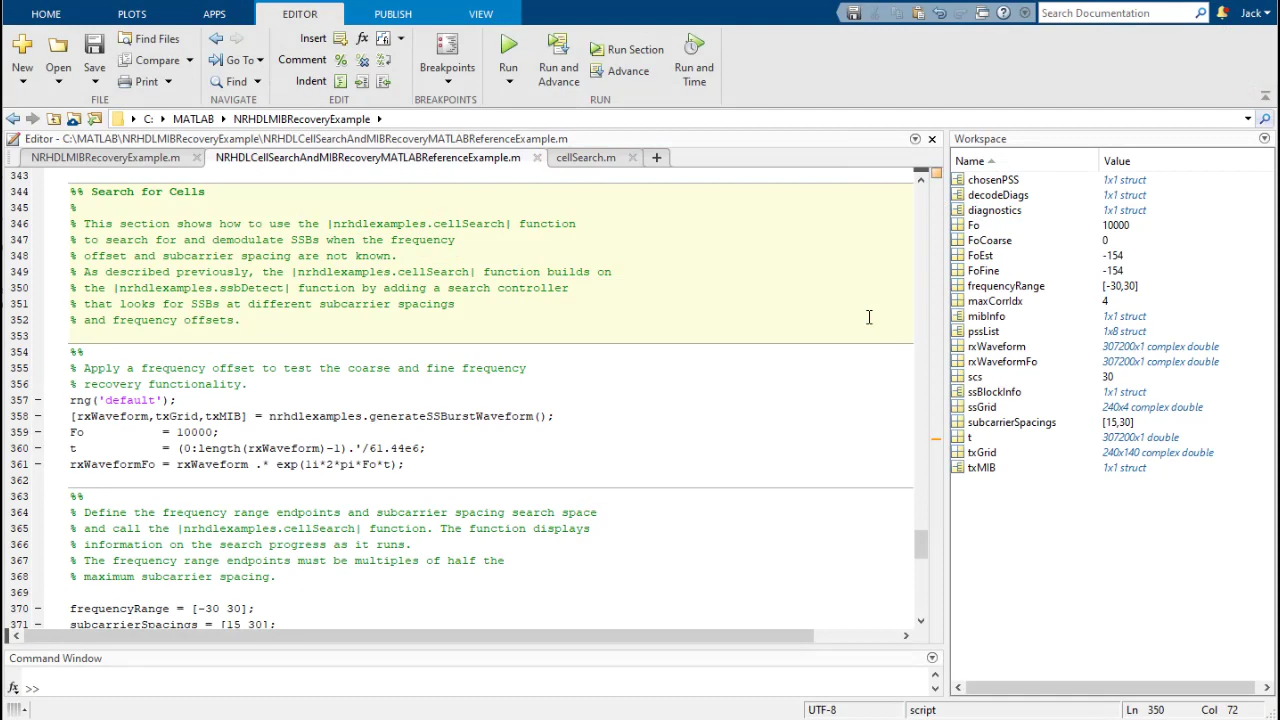 HOME PLOTS APPS EDITOR PUBLISH VIEW Search Documentation Jack
New Open Save Find Files Compare Print Go To Find Insert Comment Indent Breakpoints Run Run and Advance Run Section Advance Run and Time
FILE NAVIGATE EDIT BREAKPOINTS RUN
C: MATLAB NRHDLMIBRecoveryExample
Editor - C:\MATLAB\NRHDLMIBRecoveryExample\NRHDLCellSearchAndMIBRecoveryMATLABReferenceExample.m
NRHDLMIBRecoveryExample.m NRHDLCellSearchAndMIBRecoveryMATLABReferenceExample.m cellSearch.m
343
344 %% Search for Cells
345 %
346 % This section shows how to use the |nrhdlexamples.cellSearch| function
347 % to search for and demodulate SSBs when the frequency
348 % offset and subcarrier spacing are not known.
349 % As described previously, the |nrhdlexamples.cellSearch| function builds on
350 % the |nrhdlexamples.ssbDetect| function by adding a search controller
351 % that looks for SSBs at different subcarrier spacings
352 % and frequency offsets.
353
354 %%
355 % Apply a frequency offset to test the coarse and fine frequency
356 % recovery functionality.
357 rng('default');
358 [rxWaveform,txGrid,txMIB] = nrhdlexamples.generateSSBurstWaveform();
359 Fo = 10000;
360 t = (0:length(rxWaveform)-1).'/61.44e6;
361 rxWaveformFo = rxWaveform .* exp(1i*2*pi*Fo*t);
362
363 %%
364 % Define the frequency range endpoints and subcarrier spacing search space
365 % and call the |nrhdlexamples.cellSearch| function. The function displays
366 % information on the search progress as it runs.
367 % The frequency range endpoints must be multiples of half the
368 % maximum subcarrier spacing.
369
370 frequencyRange = [-30 30];
371 subcarrierSpacings = [15 30];
Command Window
fx >>
Workspace
Name Value
chosenPSS 1x1 struct
decodeDiags 1x1 struct
diagnostics 1x1 struct
Fo 10000
FoCoarse 0
FoEst -154
FoFine -154
frequencyRange [-30,30]
maxCorrIdx 4
mibInfo 1x1 struct
pssList 1x8 struct
rxWaveform 307200x1 complex double
rxWaveformFo 307200x1 complex double
scs 30
ssBlockInfo 1x1 struct
ssGrid 240x4 complex double
subcarrierSpacings [15,30]
t 307200x1 double
txGrid 240x140 complex double
txMIB 1x1 struct
UTF-8 script Ln 350 Col 72